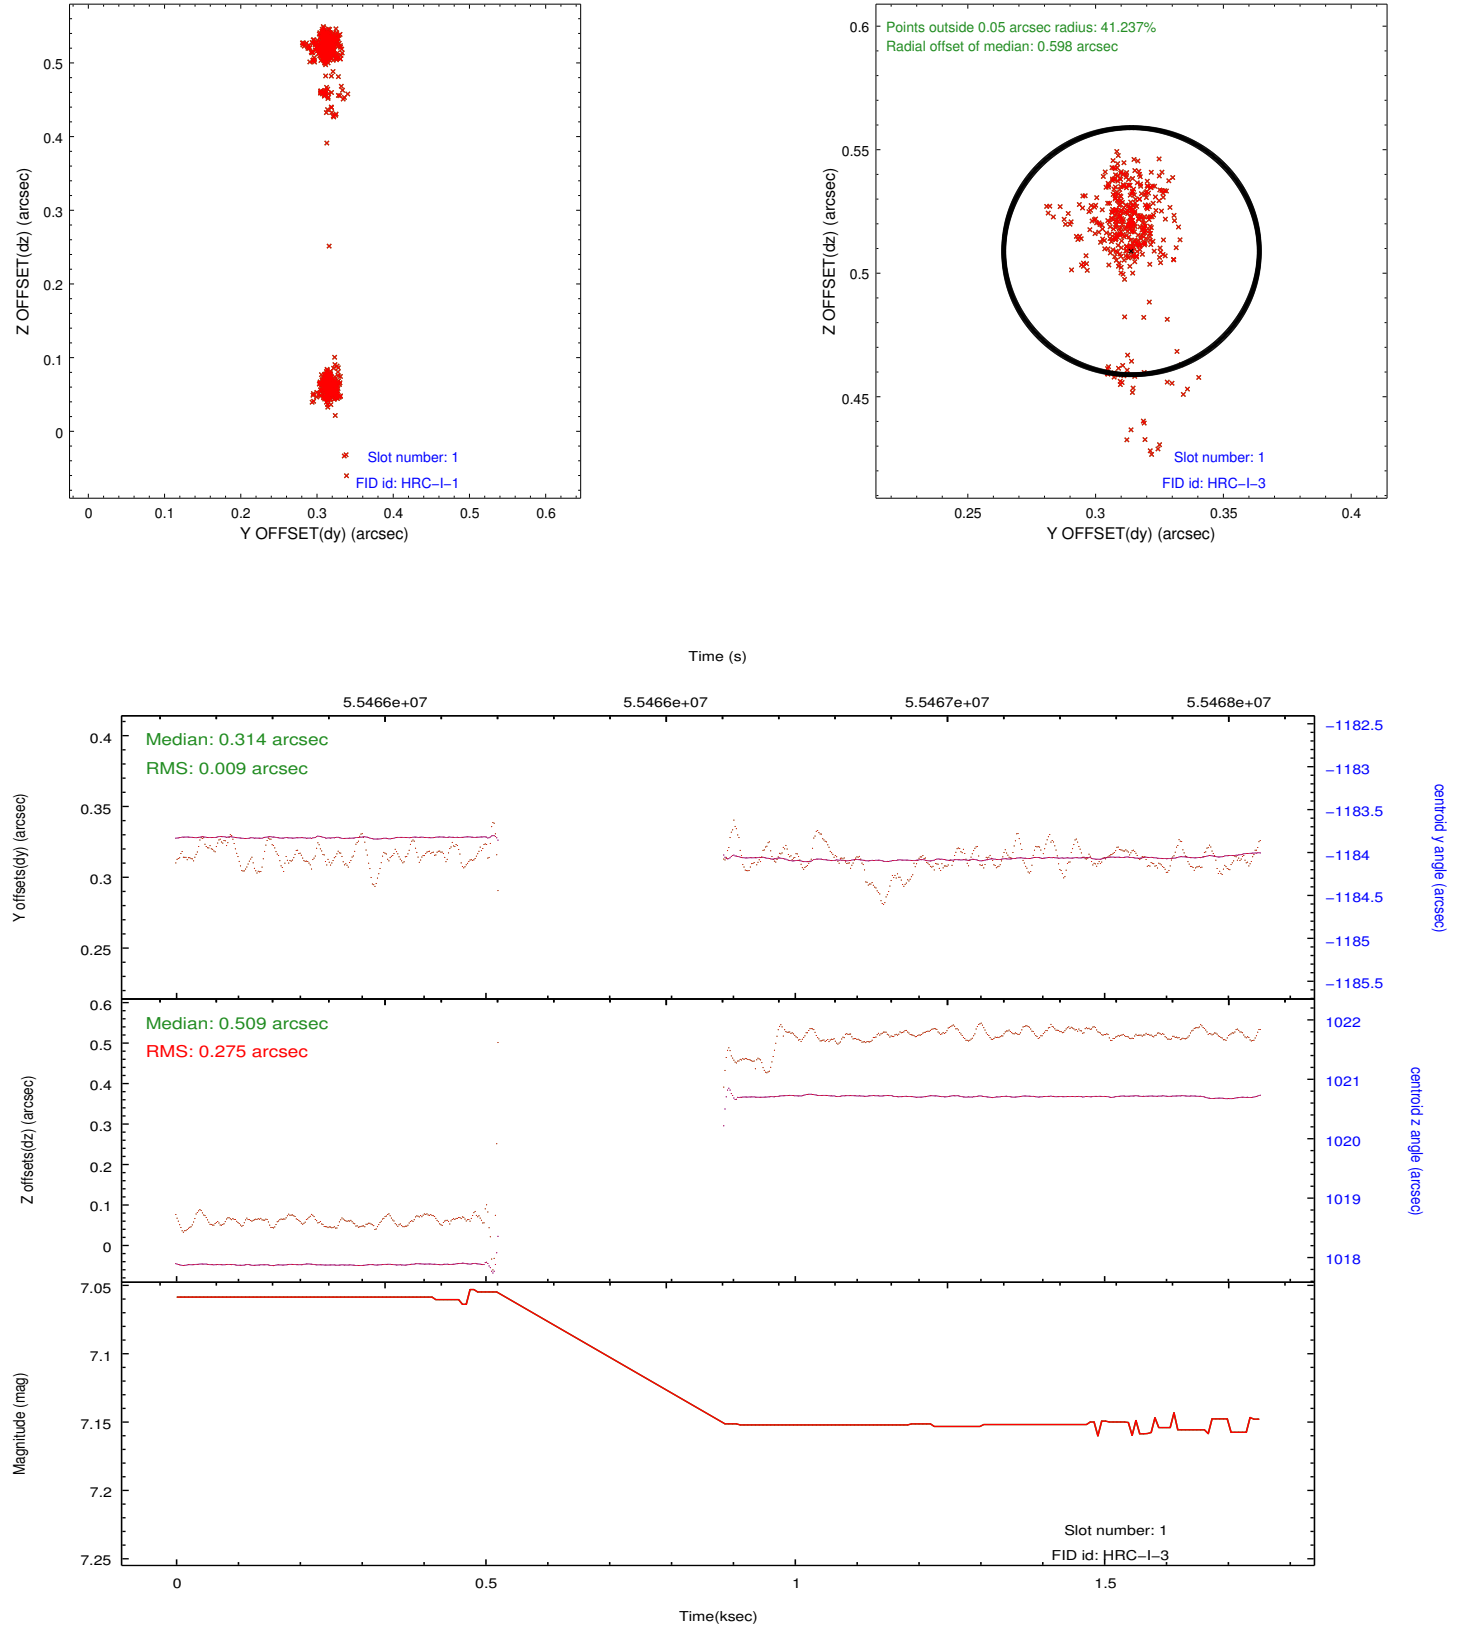 0.5
0.4
0.3
0.2
0.1
0
Z OFFSET(dz) (arcsec)
Slot number: 1
FID id: HRC−I−1
0 0.1 0.2 0.3 0.4 0.5 0.6
Y OFFSET(dy) (arcsec)
Points outside 0.05 arcsec radius: 41.237%
Radial offset of median: 0.598 arcsec
0.6
0.55
0.5
0.45
Z OFFSET(dz) (arcsec)
Slot number: 1
FID id: HRC−I−3
0.25 0.3 0.35 0.4
Y OFFSET(dy) (arcsec)
Time (s)
5.5466e+07 5.5466e+07 5.5467e+07 5.5468e+07
Median: 0.314 arcsec
RMS: 0.009 arcsec
0.4
0.35
0.3
0.25
Y offsets(dy) (arcsec)
−1182.5
−1183
−1183.5
−1184
−1184.5
−1185
−1185.5
centroid y angle (arcsec)
Median: 0.509 arcsec
RMS: 0.275 arcsec
0.6
0.5
0.4
0.3
0.2
0.1
0
Z offsets(dz) (arcsec)
1022
1021
1020
1019
1018
centroid z angle (arcsec)
7.05
7.1
7.15
7.2
7.25
Magnitude (mag)
Slot number: 1
FID id: HRC−I−3
0 0.5 1 1.5
Time(ksec)